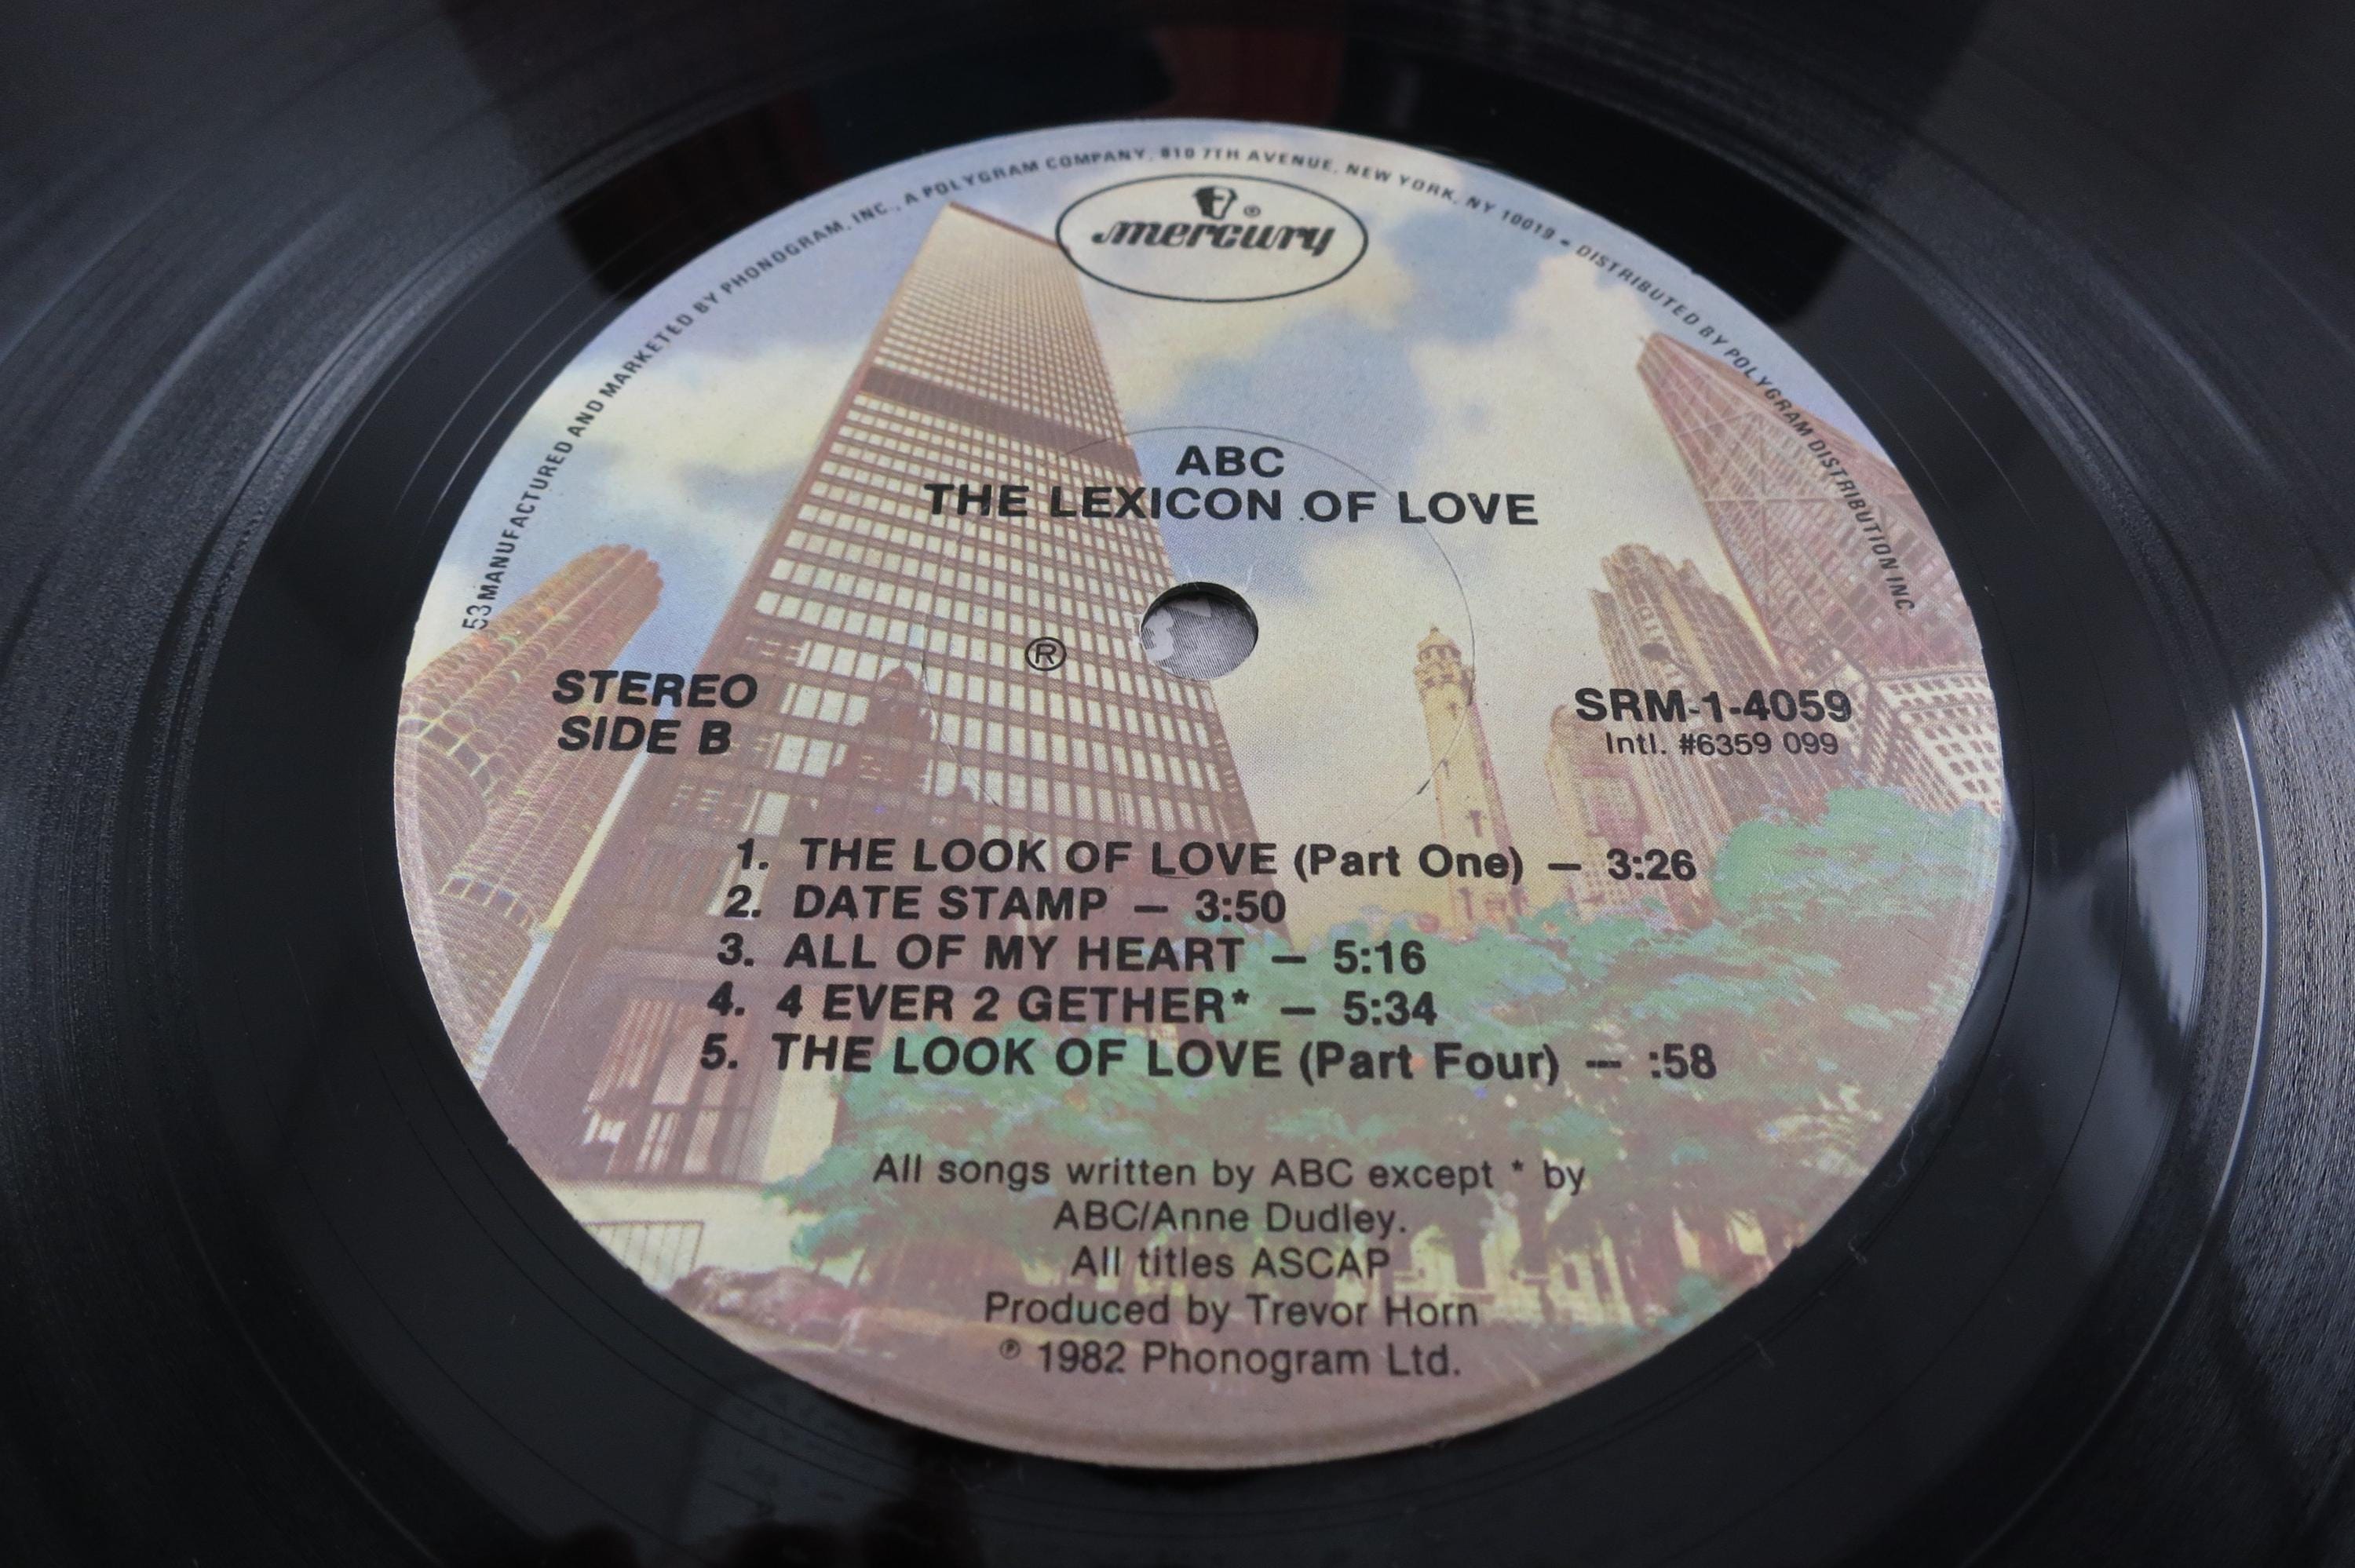 53 MANUFACTURED AND MARKETED BY PHONOGRAM, INC., A POLYGRAM COMPANY, 810 7TH AVENUE, NEW YORK, NY 10019 • DISTRIBUTED BY POLYGRAM DISTRIBUTION INC.
mercury ®
ABC
THE LEXICON OF LOVE
®
STEREO
SIDE B
SRM-1-4059
Intl. #6359 099
1. THE LOOK OF LOVE (Part One) — 3:26
2. DATE STAMP — 3:50
3. ALL OF MY HEART — 5:16
4. 4 EVER 2 GETHER* — 5:34
5. THE LOOK OF LOVE (Part Four) — :58
All songs written by ABC except * by
ABC/Anne Dudley.
All titles ASCAP
Produced by Trevor Horn
℗ 1982 Phonogram Ltd.